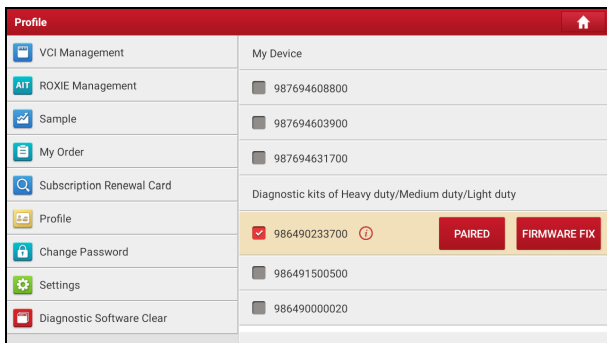 Profile
VCI Management
AIT ROXIE Management
Sample
My Order
Subscription Renewal Card
Profile
Change Password
Settings
Diagnostic Software Clear
My Device
987694608800
987694603900
987694631700
Diagnostic kits of Heavy duty/Medium duty/Light duty
986490233700 i PAIRED FIRMWARE FIX
986491500500
986490000020